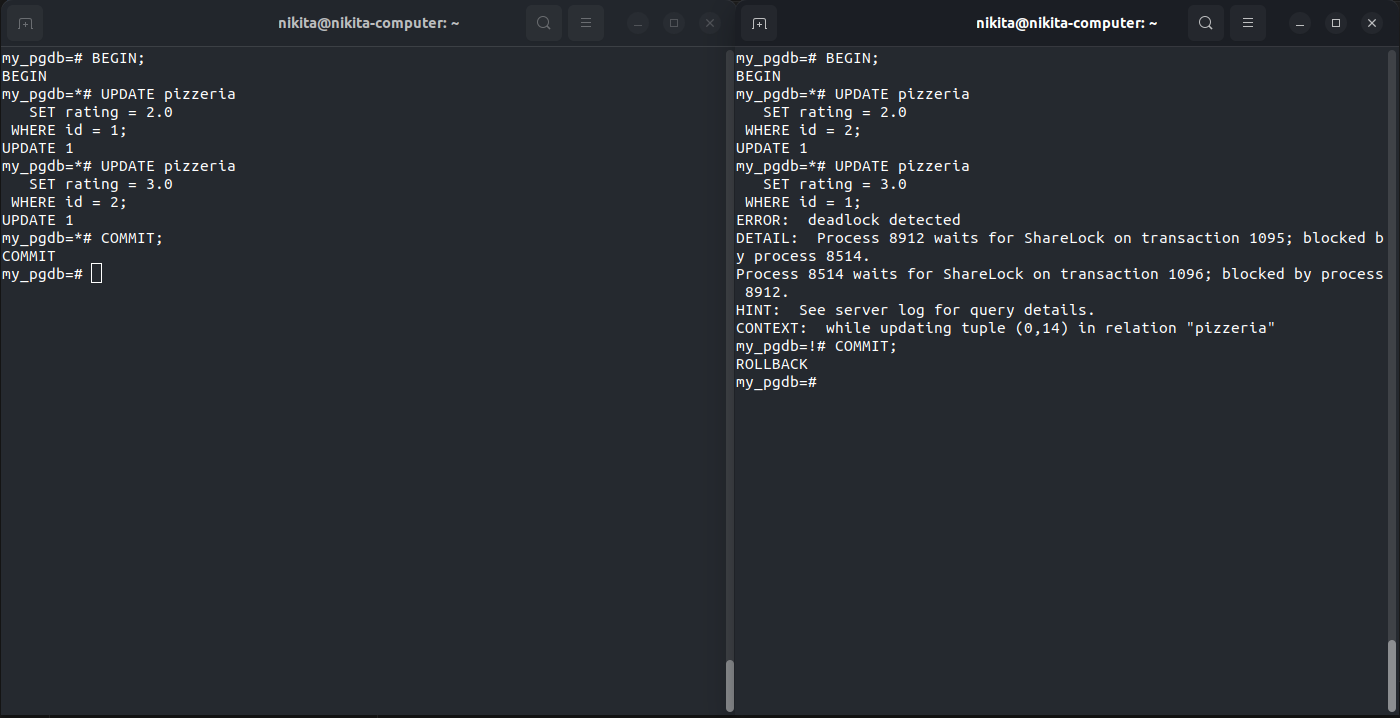 nikita@nikita-computer: ~
my_pgdb=# BEGIN;
BEGIN
my_pgdb=*# UPDATE pizzeria
   SET rating = 2.0
 WHERE id = 1;
UPDATE 1
my_pgdb=*# UPDATE pizzeria
   SET rating = 3.0
 WHERE id = 2;
UPDATE 1
my_pgdb=*# COMMIT;
COMMIT
my_pgdb=#
nikita@nikita-computer: ~
my_pgdb=# BEGIN;
BEGIN
my_pgdb=*# UPDATE pizzeria
   SET rating = 2.0
 WHERE id = 2;
UPDATE 1
my_pgdb=*# UPDATE pizzeria
   SET rating = 3.0
 WHERE id = 1;
ERROR:  deadlock detected
DETAIL:  Process 8912 waits for ShareLock on transaction 1095; blocked b
y process 8514.
Process 8514 waits for ShareLock on transaction 1096; blocked by process
 8912.
HINT:  See server log for query details.
CONTEXT:  while updating tuple (0,14) in relation "pizzeria"
my_pgdb=!# COMMIT;
ROLLBACK
my_pgdb=#